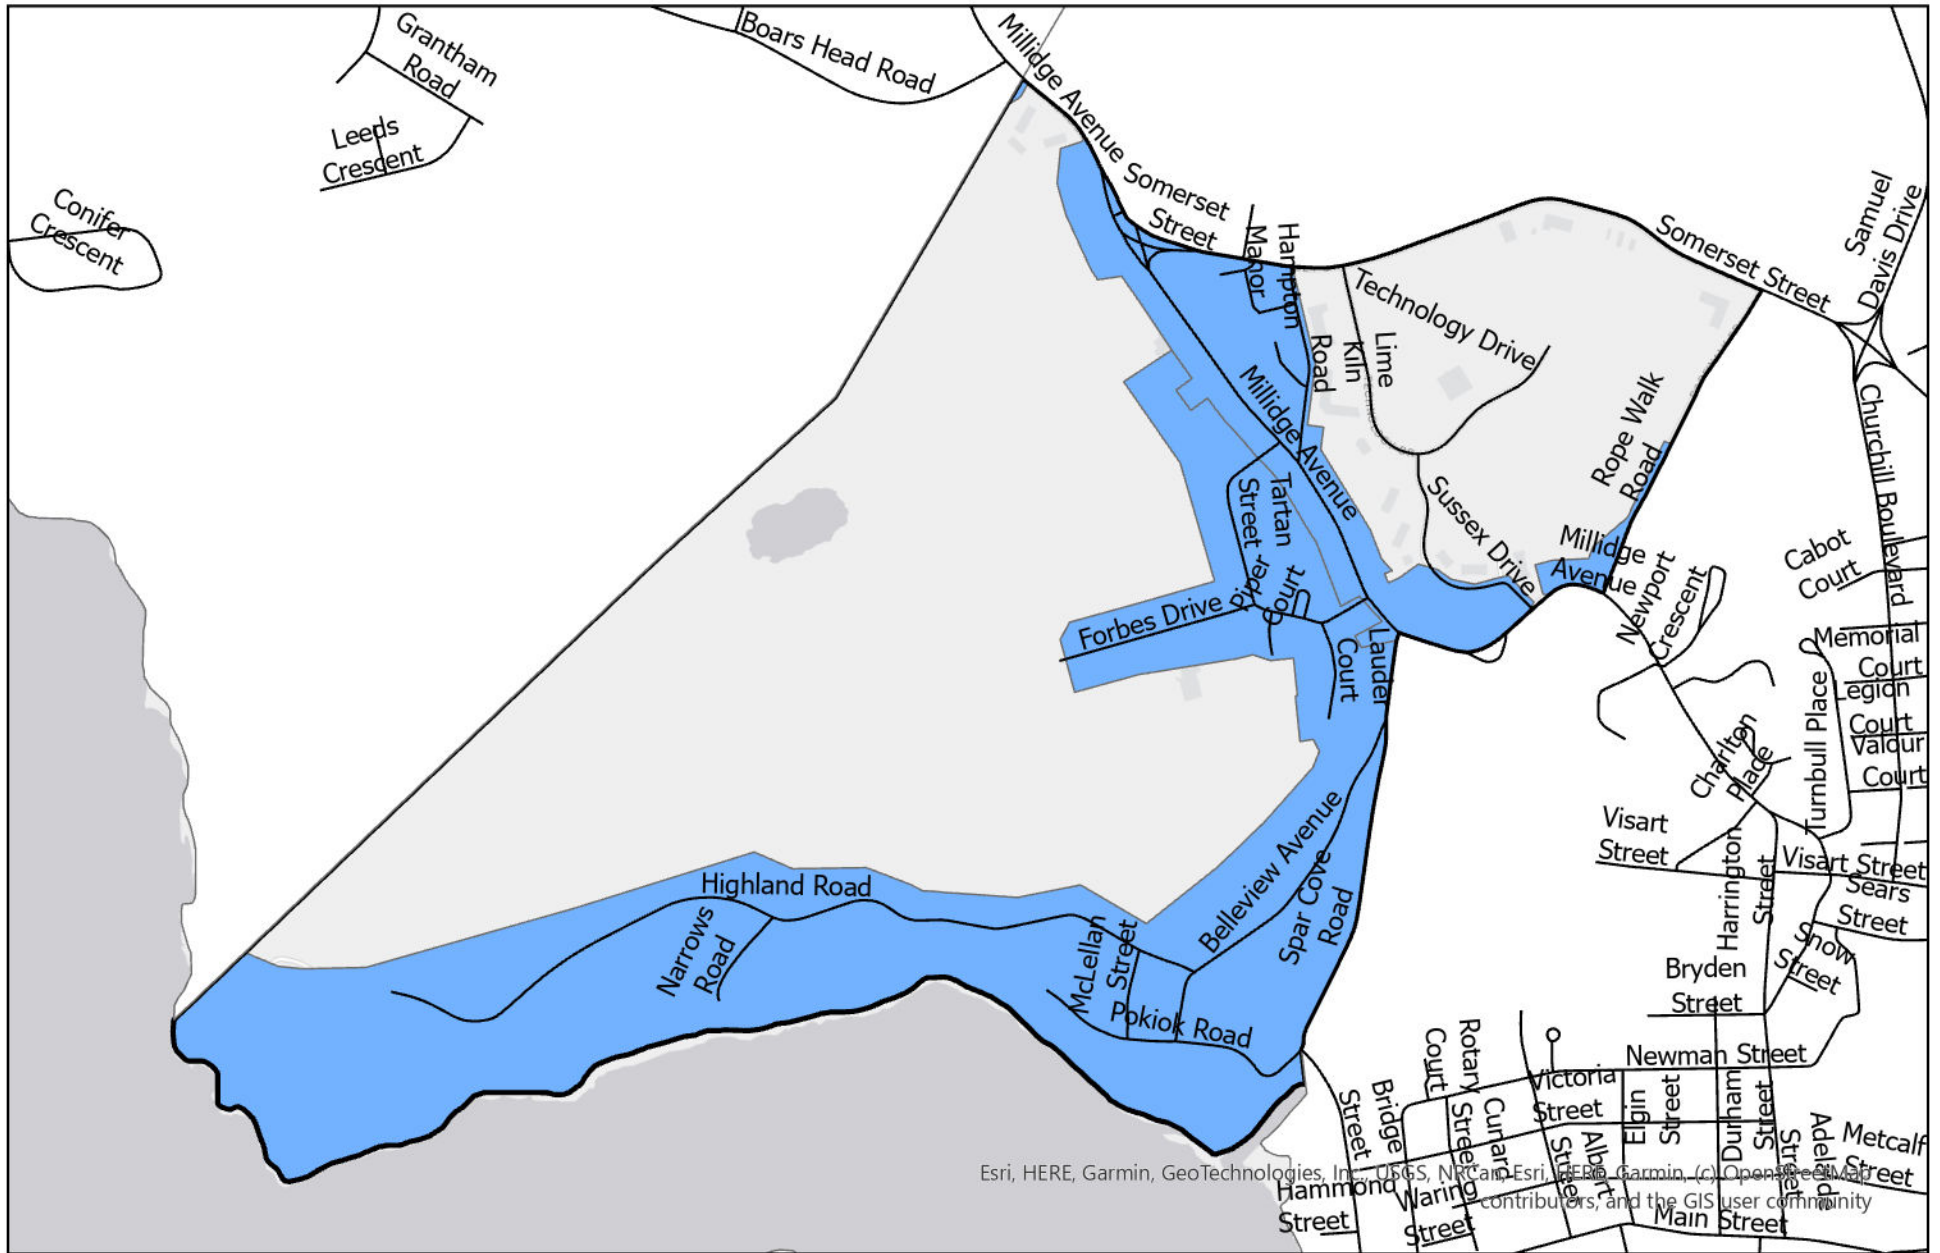 Grantham
Road
Boars Head Road
Millidge Avenue
Leeds
Crescent
Conifer
Crescent
Somerset
Street
Hampton
Manor
Road
Technology Drive
Lime
Kiln
Somerset Street
Samuel
Davis Drive
Millidge Avenue
Rope Walk
Road
Churchill Boulevard
Tartan
Street
Piper
Court
Sussex Drive
Millidge
Avenue
Newport
Crescent
Cabot
Court
Forbes Drive
Lauder
Court
Memorial
Court
Legion
Court
Valour
Court
Turnbull Place
Charlton
Place
Visart
Street
Harrington
Street
Visart Street
Sears
Street
Snow
Street
Belleview Avenue
Spar Cove
Road
Highland Road
Narrows
Road
McLellan
Street
Pokiok Road
Bryden
Street
Newman Street
Rotary
Court
Victoria
Street
Bridge
Street
Cunard
Street
Albert
Street
Elgin
Street
Durham
Street
Adelaide
Street
Metcalf
Street
Hammond
Street
Waring
Street
Main Street
Esri, HERE, Garmin, GeoTechnologies, Inc., USGS, NRCan, Esri, HERE, Garmin, (c) OpenStreetMap
contributors, and the GIS user community